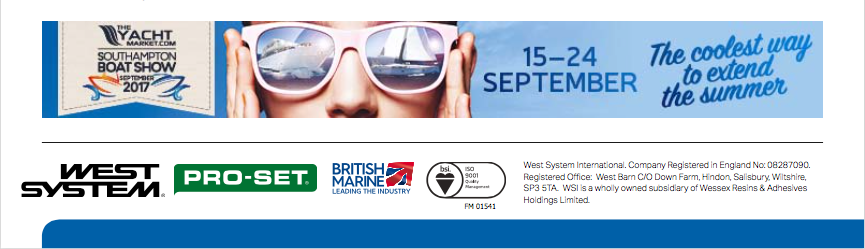 THE
YACHT
MARKET.COM
SOUTHAMPTON
BOAT SHOW
SEPTEMBER
2017
15–24
SEPTEMBER
The coolest way
to extend
the summer
WEST
SYSTEM®
PRO-SET®
BRITISH
MARINE
LEADING THE INDUSTRY
bsi.
ISO
9001
Quality
Management
FM 01541
West System International. Company Registered in England No: 08287090.
Registered Office: West Barn C/O Down Farm, Hindon, Salisbury, Wiltshire,
SP3 5TA. WSI is a wholly owned subsidiary of Wessex Resins & Adhesives
Holdings Limited.